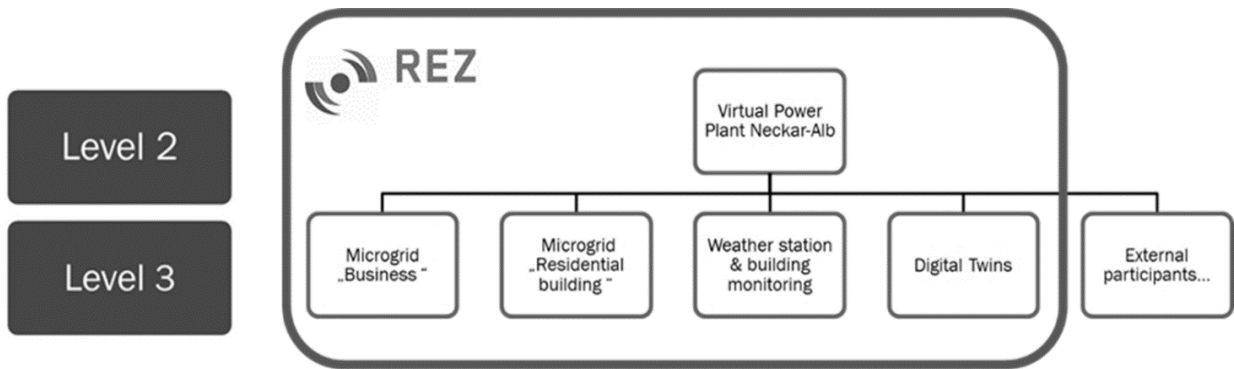 REZ
Level 2
Virtual Power
Plant Neckar-Alb
Level 3
Microgrid
„Business “
Microgrid
„Residential
building “
Weather station
& building
monitoring
Digital Twins
External
participants...